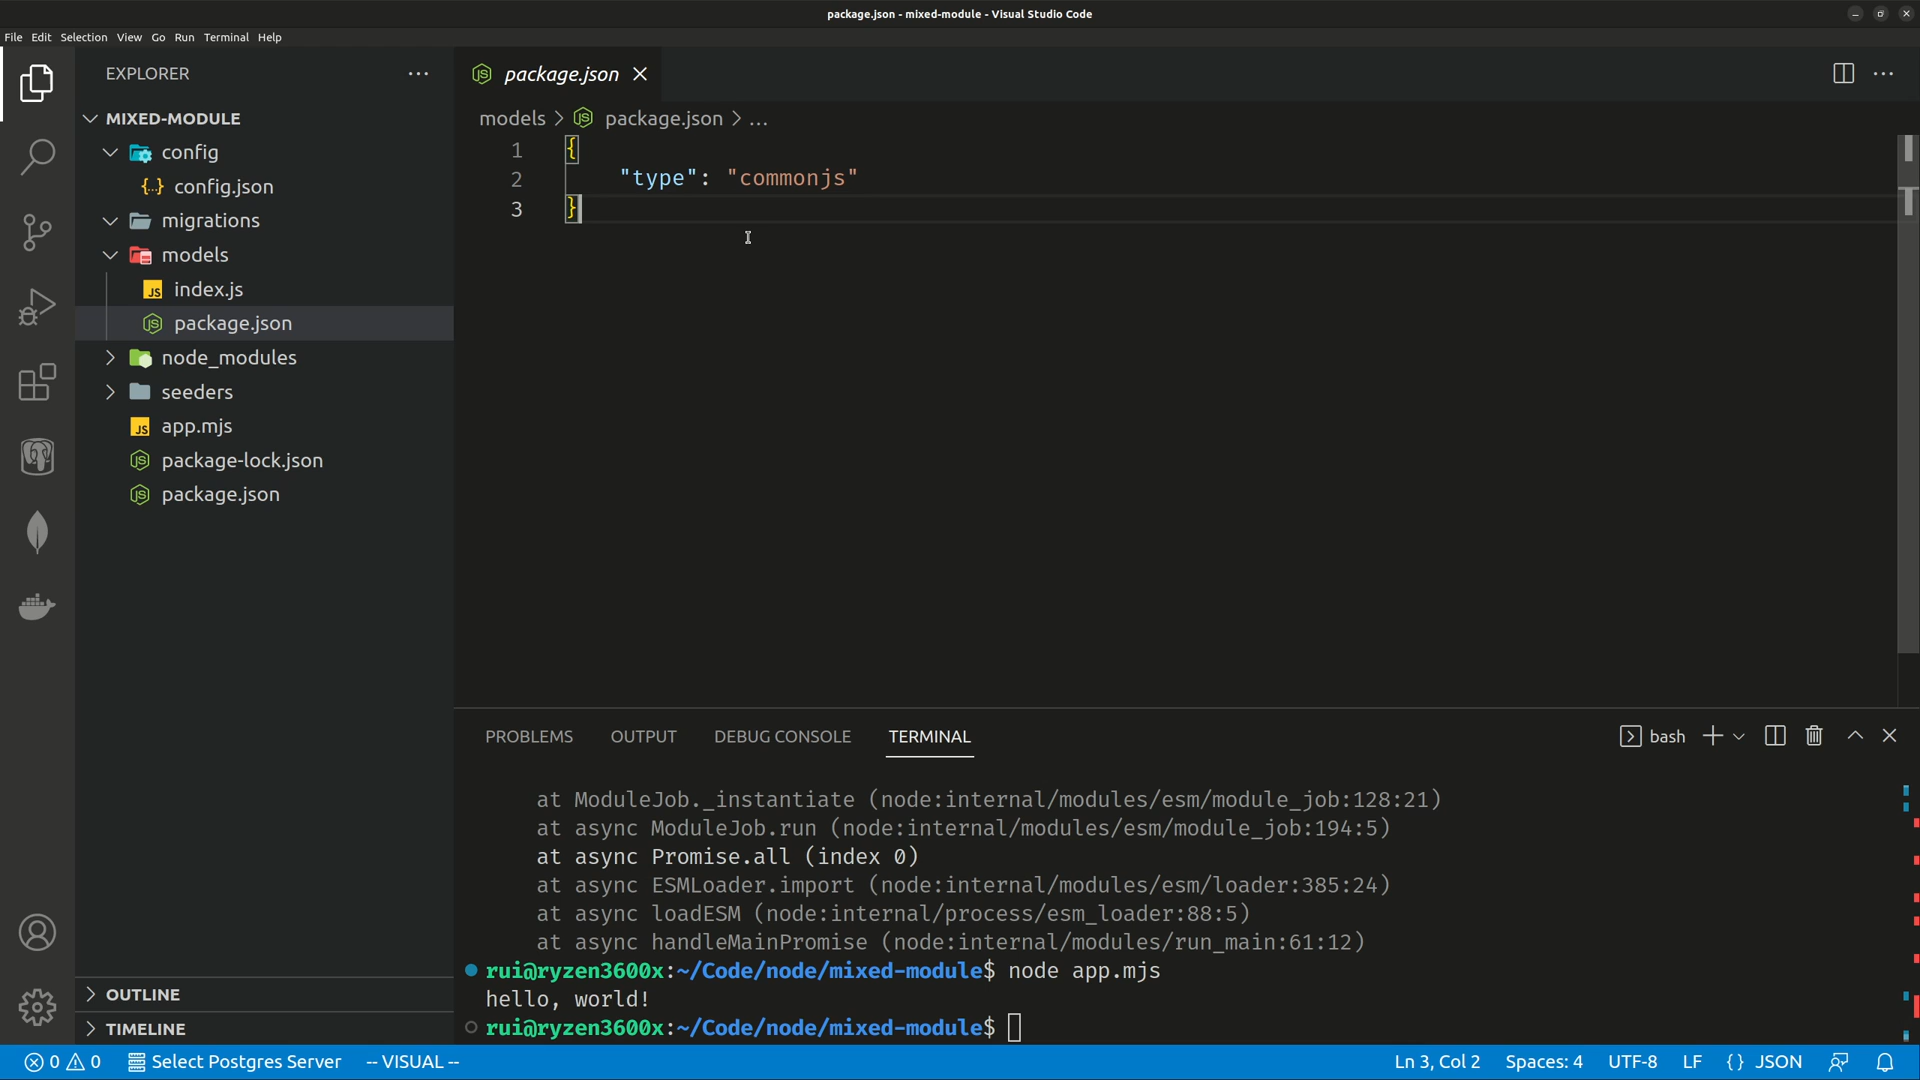 package.json - mixed-module - Visual Studio Code
File Edit Selection View Go Run Terminal Help
EXPLORER
MIXED-MODULE
config
config.json
migrations
models
index.js
package.json
node_modules
seeders
app.mjs
package-lock.json
package.json
OUTLINE
TIMELINE
package.json
models > package.json > ...
1 {
2 "type": "commonjs"
3 }
PROBLEMS OUTPUT DEBUG CONSOLE TERMINAL
bash
at ModuleJob._instantiate (node:internal/modules/esm/module_job:128:21)
at async ModuleJob.run (node:internal/modules/esm/module_job:194:5)
at async Promise.all (index 0)
at async ESMLoader.import (node:internal/modules/esm/loader:385:24)
at async loadESM (node:internal/process/esm_loader:88:5)
at async handleMainPromise (node:internal/modules/run_main:61:12)
rui@ryzen3600x:~/Code/node/mixed-module$ node app.mjs
hello, world!
rui@ryzen3600x:~/Code/node/mixed-module$
0 0 Select Postgres Server -- VISUAL -- Ln 3, Col 2 Spaces: 4 UTF-8 LF {} JSON